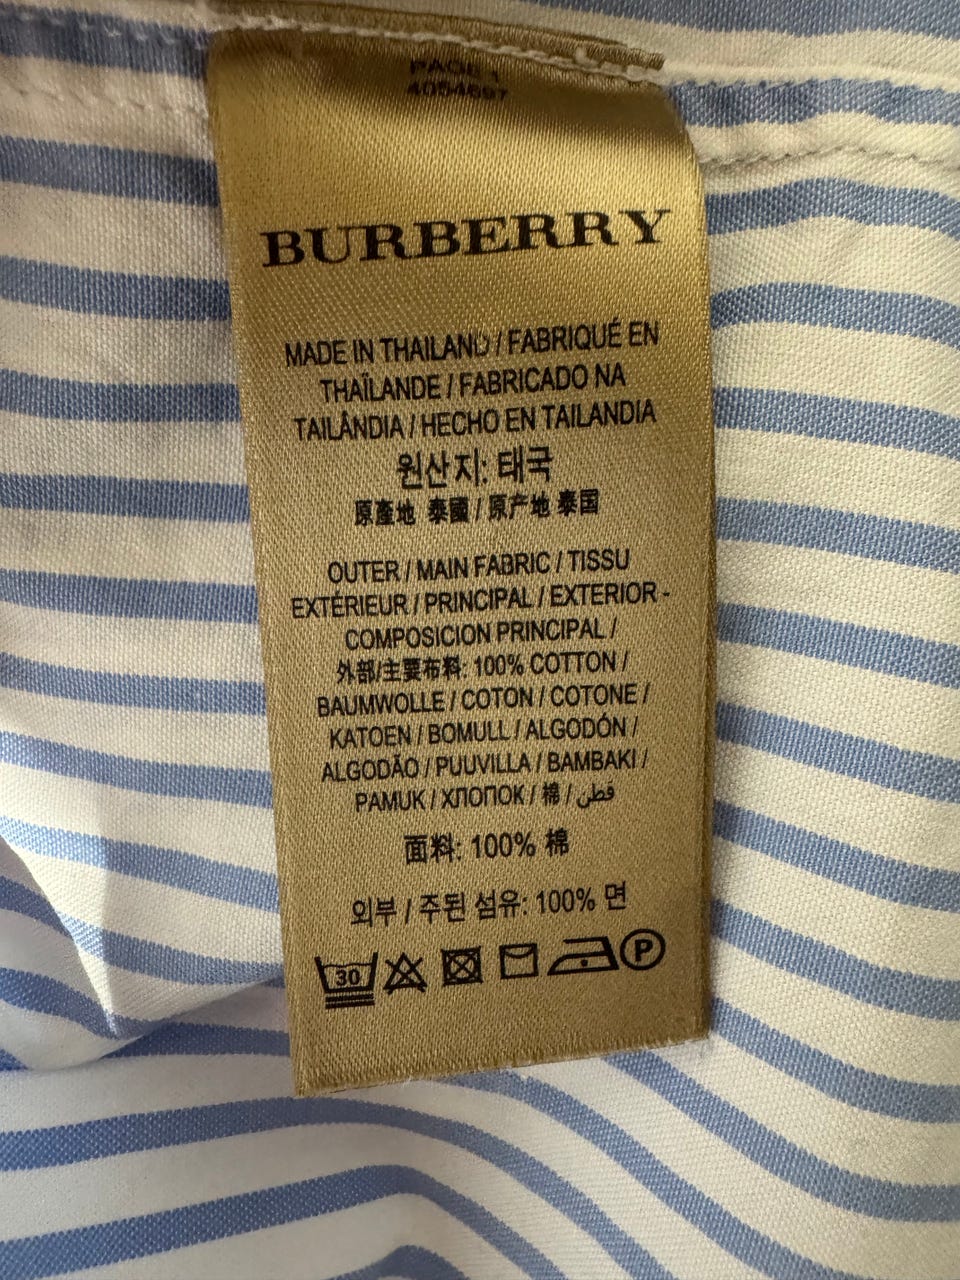 PAGE 1
4054897
BURBERRY
MADE IN THAILAND / FABRIQUÉ EN
THAÏLANDE / FABRICADO NA
TAILÂNDIA / HECHO EN TAILANDIA
원산지: 태국
原產地 泰國 / 原产地 泰国
OUTER / MAIN FABRIC / TISSU
EXTÉRIEUR / PRINCIPAL / EXTERIOR -
COMPOSICION PRINCIPAL /
外部/主要布料: 100% COTTON /
BAUMWOLLE / COTON / COTONE /
KATOEN / BOMULL / ALGODÓN /
ALGODÃO / PUUVILLA / BAMBAKI /
PAMUK / ХЛОПОК / 棉 / قطن
面料: 100% 棉
외부 / 주된 섬유: 100% 면
30 P